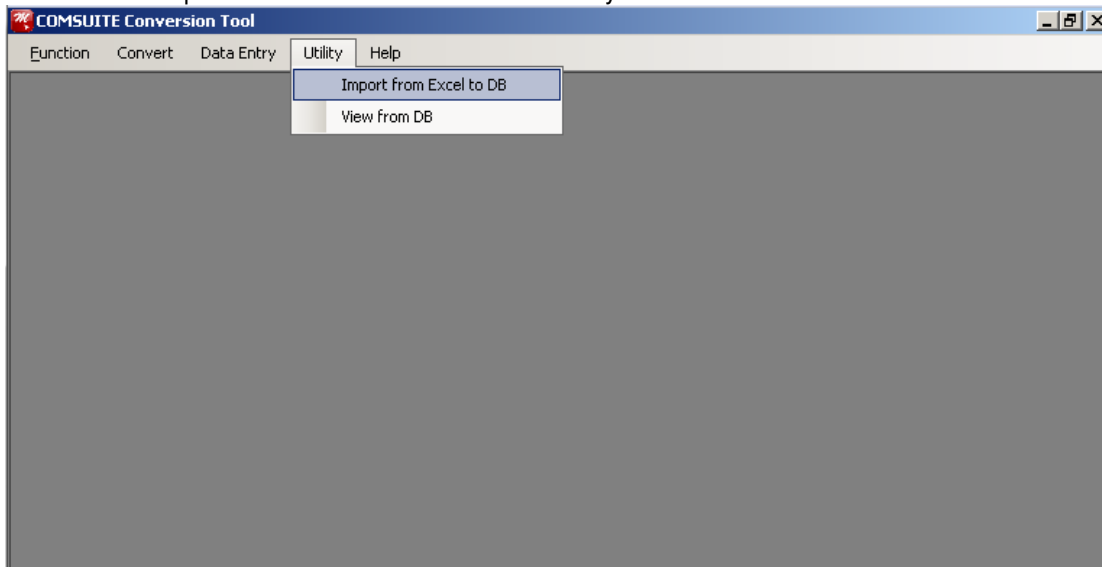 COMSUITE Conversion Tool
Function Convert Data Entry Utility Help
Import from Excel to DB
View from DB